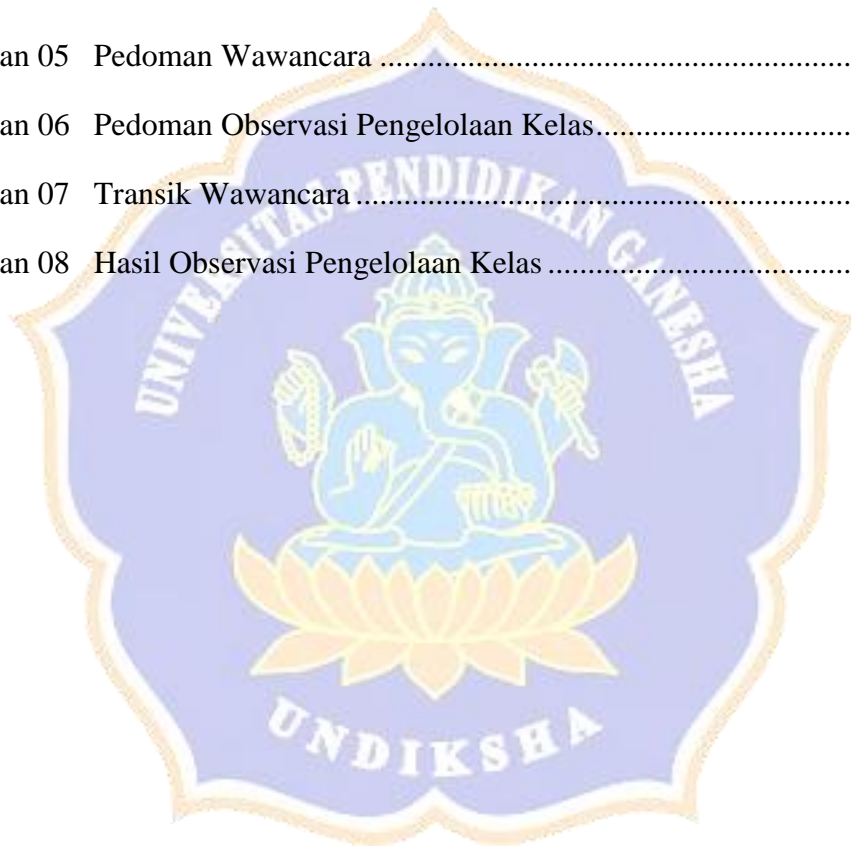 an 05 Pedoman Wawancara ............................................................
an 06 Pedoman Observasi Pengelolaan Kelas................................
an 07 Transik Wawancara ...............................................................
an 08 Hasil Observasi Pengelolaan Kelas ......................................
UNIVERSITAS PENDIDIKAN GANESHA
UNDIKSHA